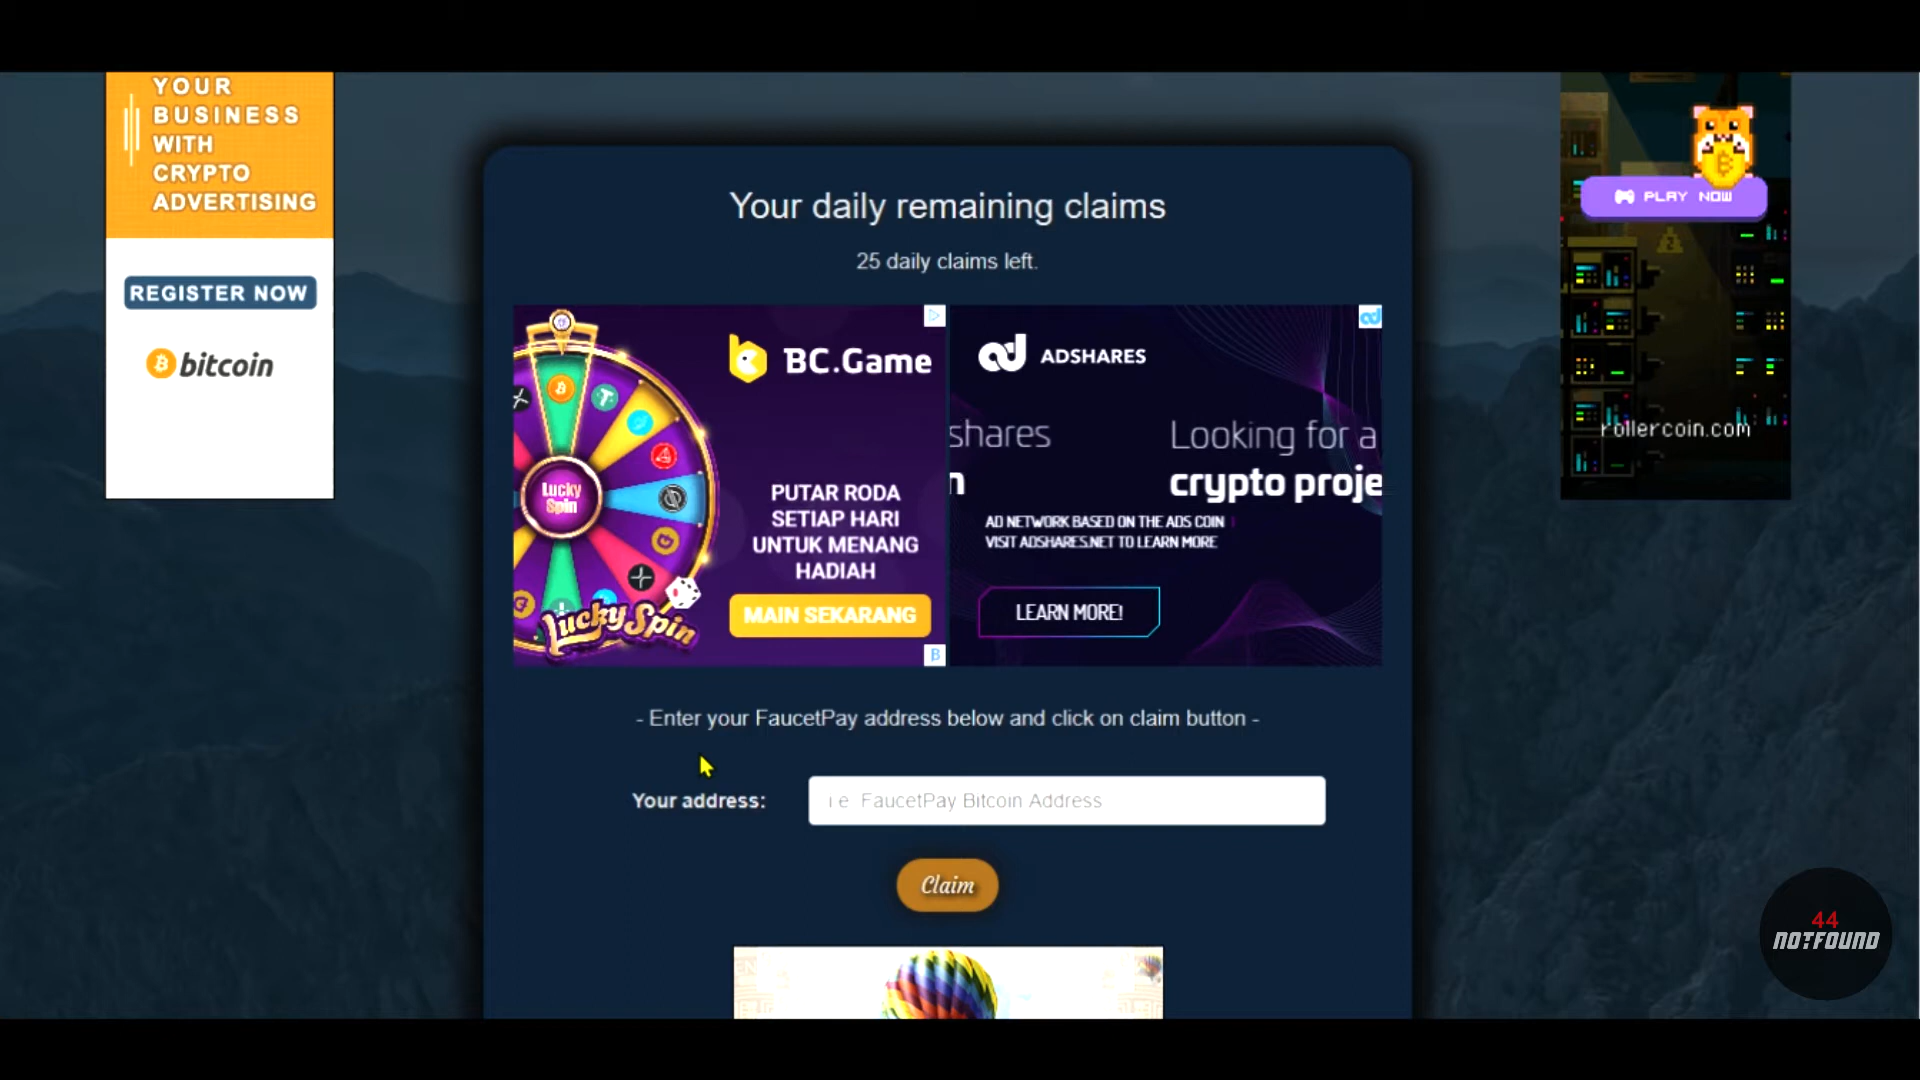 YOUR
BUSINESS
WITH
CRYPTO
ADVERTISING
REGISTER NOW
bitcoin
Your daily remaining claims
25 daily claims left.
BC.Game
Lucky
Spin
PUTAR RODA
SETIAP HARI
UNTUK MENANG
HADIAH
MAIN SEKARANG
Lucky Spin
ADSHARES
shares
n
Looking for a
crypto proje
AD NETWORK BASED ON THE ADS COIN
VISIT ADSHARES.NET TO LEARN MORE
LEARN MORE!
PLAY NOW
rollercoin.com
- Enter your FaucetPay address below and click on claim button -
Your address:
i e FaucetPay Bitcoin Address
Claim
44
NOTFOUND